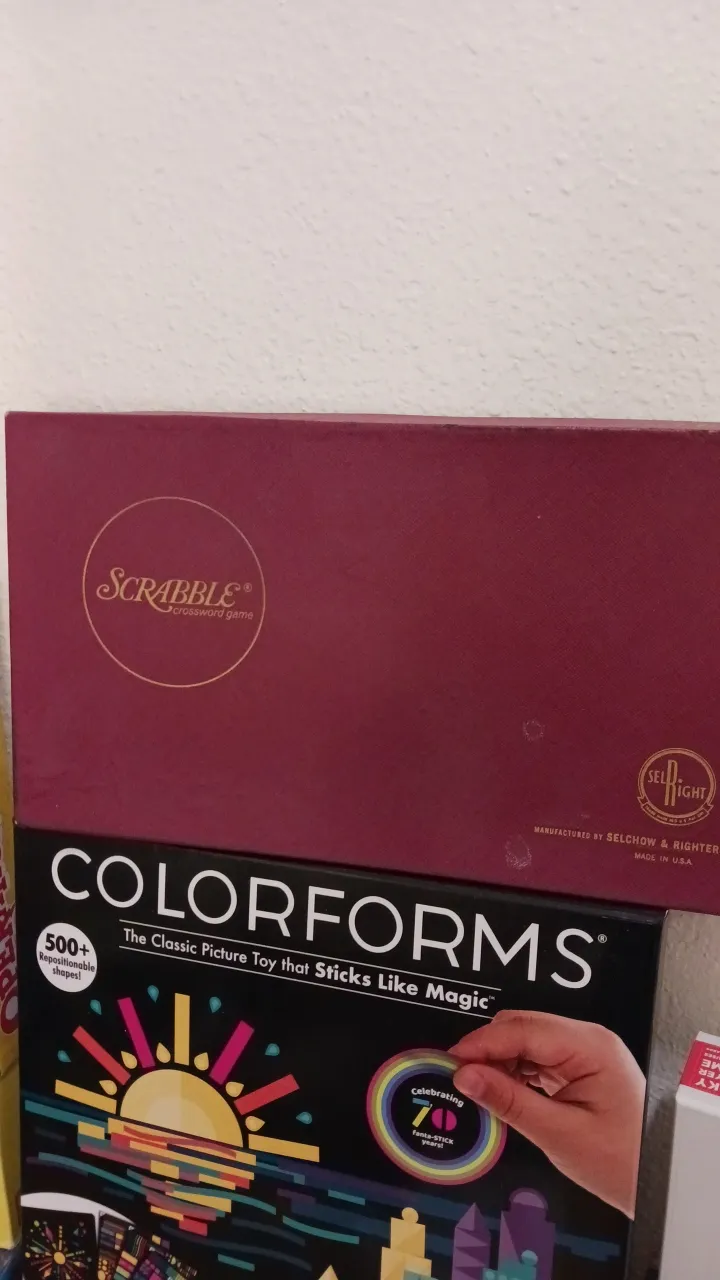 SCRABBLE®
crossword game
SELRIGHT
MANUFACTURED BY SELCHOW & RIGHTER
MADE IN U.S.A.
COLORFORMS®
The Classic Picture Toy that Sticks Like Magic™
500+
Repositionable
shapes!
Celebrating
70
fanta-STICK
years!